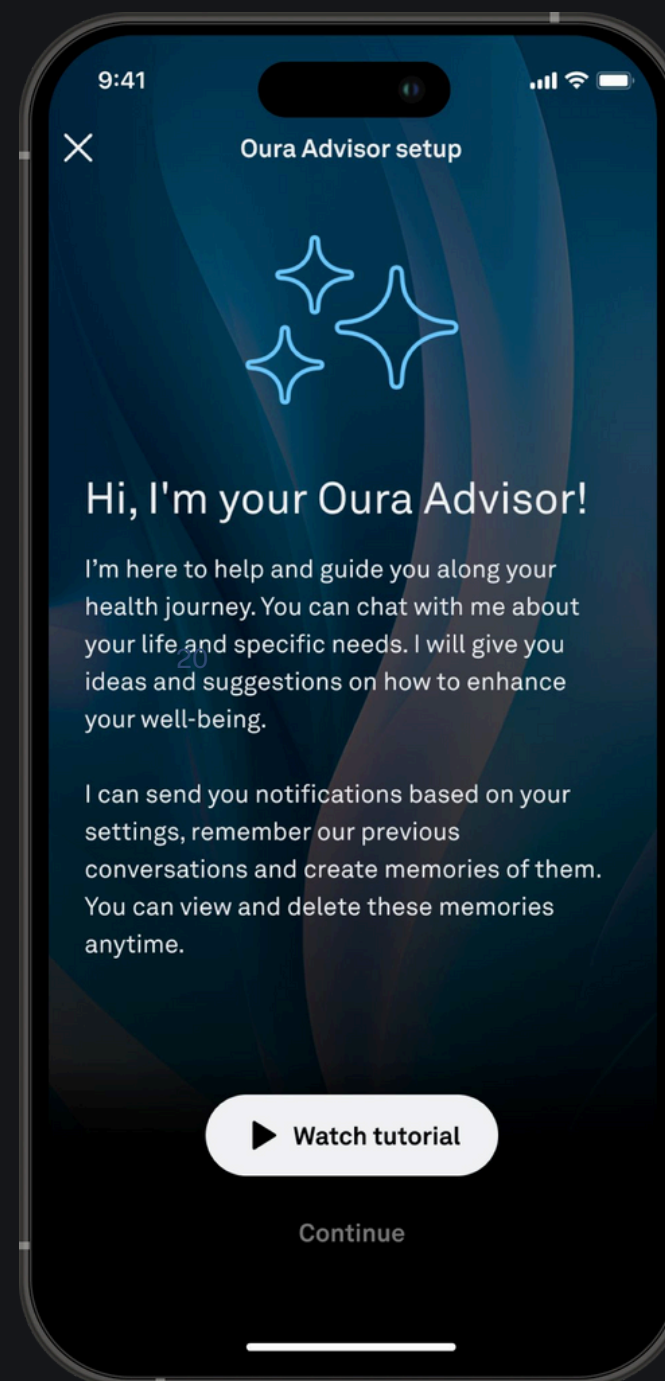 9:41
Oura Advisor setup
Hi, I'm your Oura Advisor!
I’m here to help and guide you along your
health journey. You can chat with me about
your life and specific needs. I will give you
20
ideas and suggestions on how to enhance
your well-being.
I can send you notifications based on your
settings, remember our previous
conversations and create memories of them.
You can view and delete these memories
anytime.
Watch tutorial
Continue